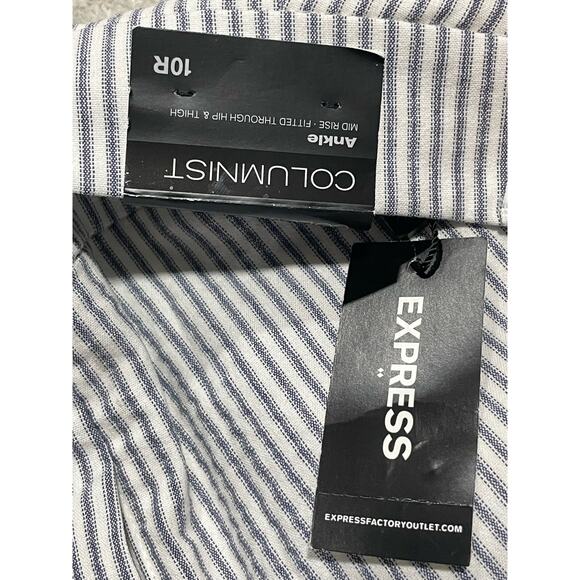 COLUMNIST
Ankle
MID RISE · FITTED THROUGH HIP & THIGH
10R
EXPRESS
EXPRESSFACTORYOUTLET.COM